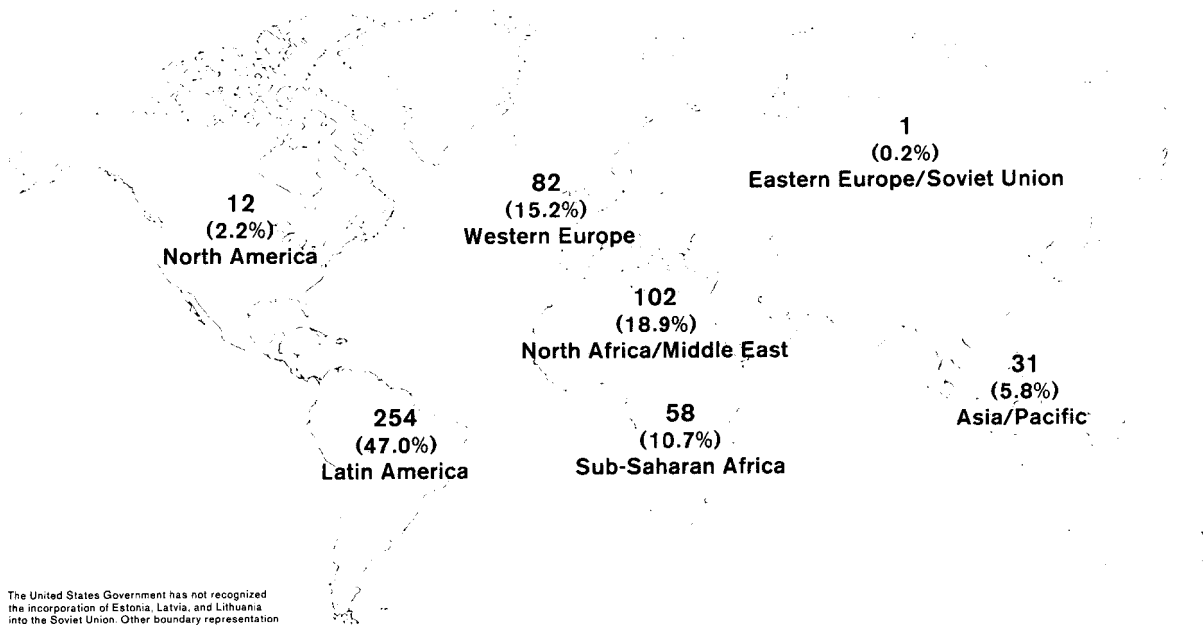 1
(0.2%)
Eastern Europe/Soviet Union
82
(15.2%)
Western Europe
12
(2.2%)
North America
102
(18.9%)
North Africa/Middle East
31
(5.8%)
Asia/Pacific
254
(47.0%)
Latin America
58
(10.7%)
Sub-Saharan Africa
The United States Government has not recognized
the incorporation of Estonia, Latvia, and Lithuania
into the Soviet Union. Other boundary representation